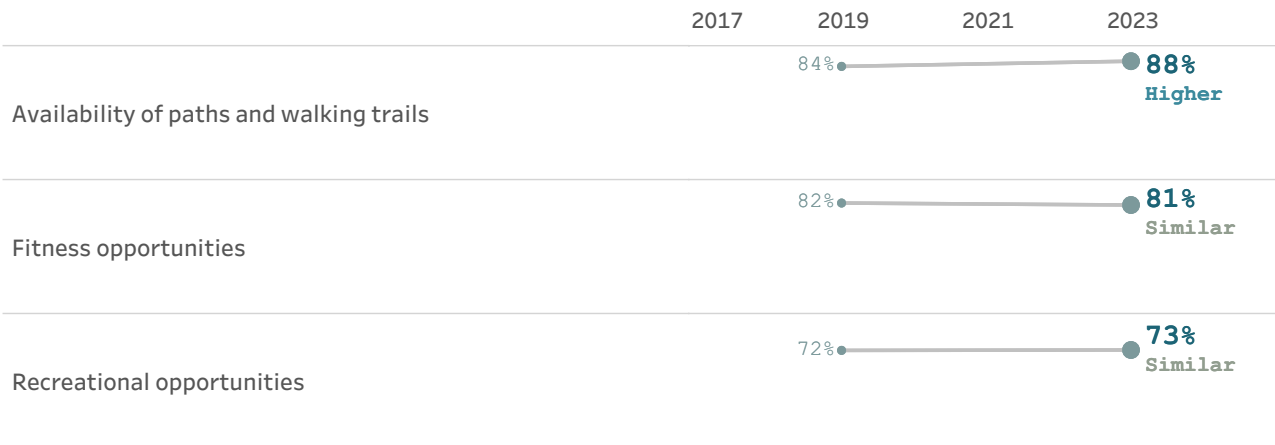 2017 2019 2021 2023
84% 88%
Higher
Availability of paths and walking trails
82% 81%
Similar
Fitness opportunities
72% 73%
Similar
Recreational opportunities